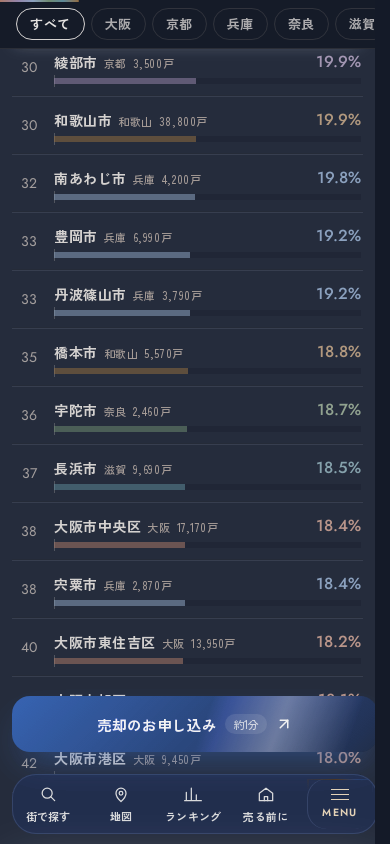 すべて 大阪 京都 兵庫 奈良 滋賀
30 綾部市 京都 3,500戸 19.9%
30 和歌山市 和歌山 38,800戸 19.9%
32 南あわじ市 兵庫 4,200戸 19.8%
33 豊岡市 兵庫 6,990戸 19.2%
33 丹波篠山市 兵庫 3,790戸 19.2%
35 橋本市 和歌山 5,570戸 18.8%
36 宇陀市 奈良 2,460戸 18.7%
37 長浜市 滋賀 9,690戸 18.5%
38 大阪市中央区 大阪 17,170戸 18.4%
38 宍粟市 兵庫 2,870戸 18.4%
40 大阪市東住吉区 大阪 13,950戸 18.2%
売却のお申し込み 約1分
42 大阪市港区 大阪 9,450戸 18.0%
街で探す 地図 ランキング 売る前に MENU